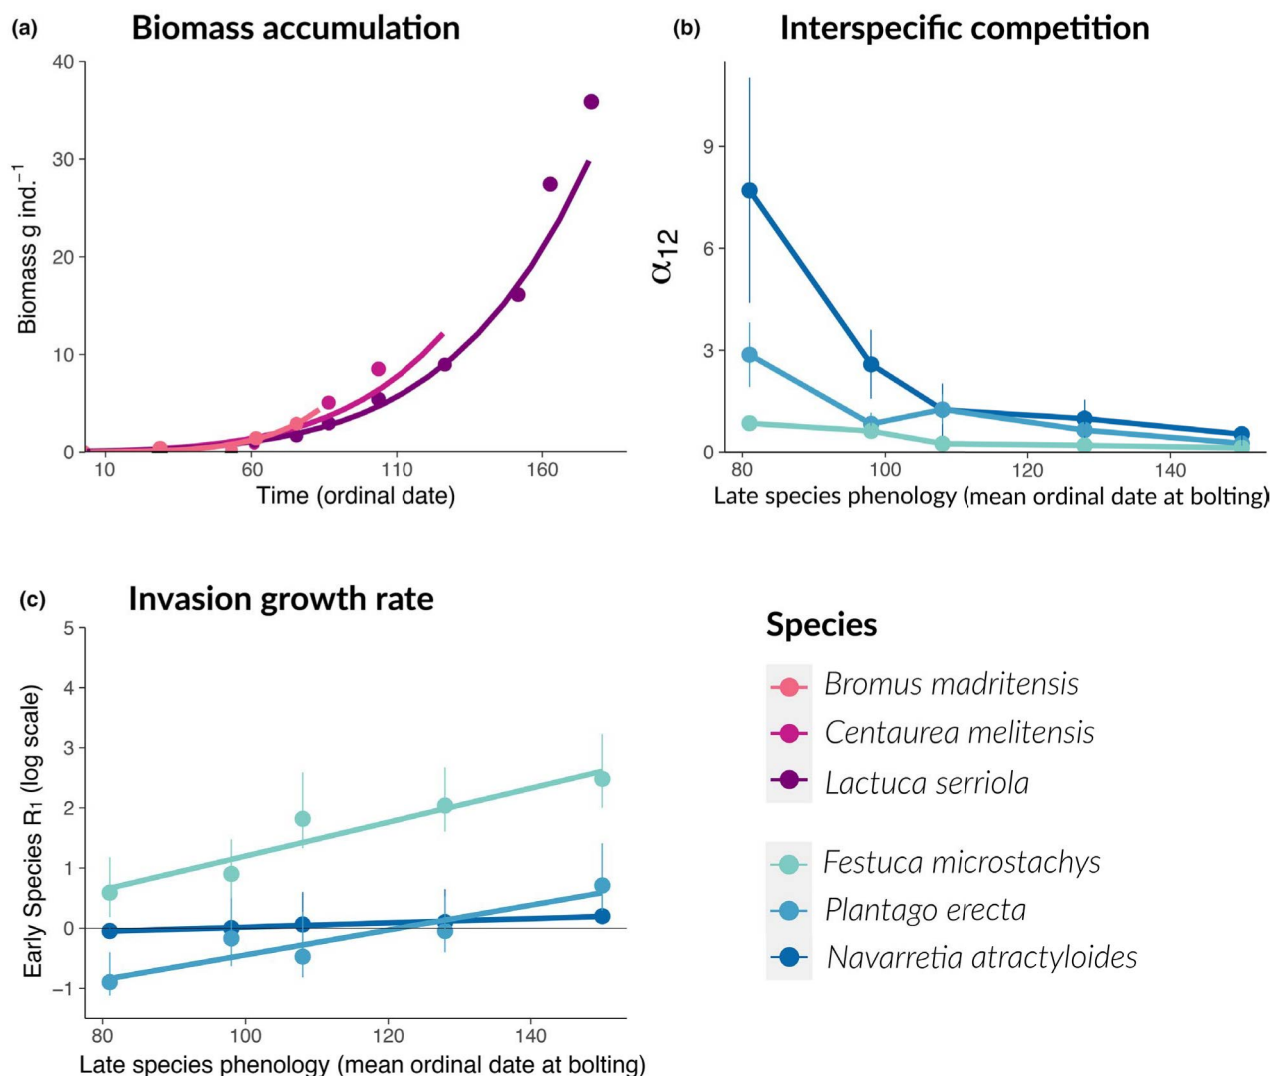 (a) Biomass accumulation
40
30
20
10
0
Biomass g ind.⁻¹
10 60 110 160
Time (ordinal date)
(b) Interspecific competition
9
6
3
0
α₁₂
80 100 120 140
Late species phenology (mean ordinal date at bolting)
(c) Invasion growth rate
5
4
3
2
1
0
−1
Early Species R₁ (log scale)
80 100 120 140
Late species phenology (mean ordinal date at bolting)
Species
Bromus madritensis
Centaurea melitensis
Lactuca serriola
Festuca microstachys
Plantago erecta
Navarretia atractyloides